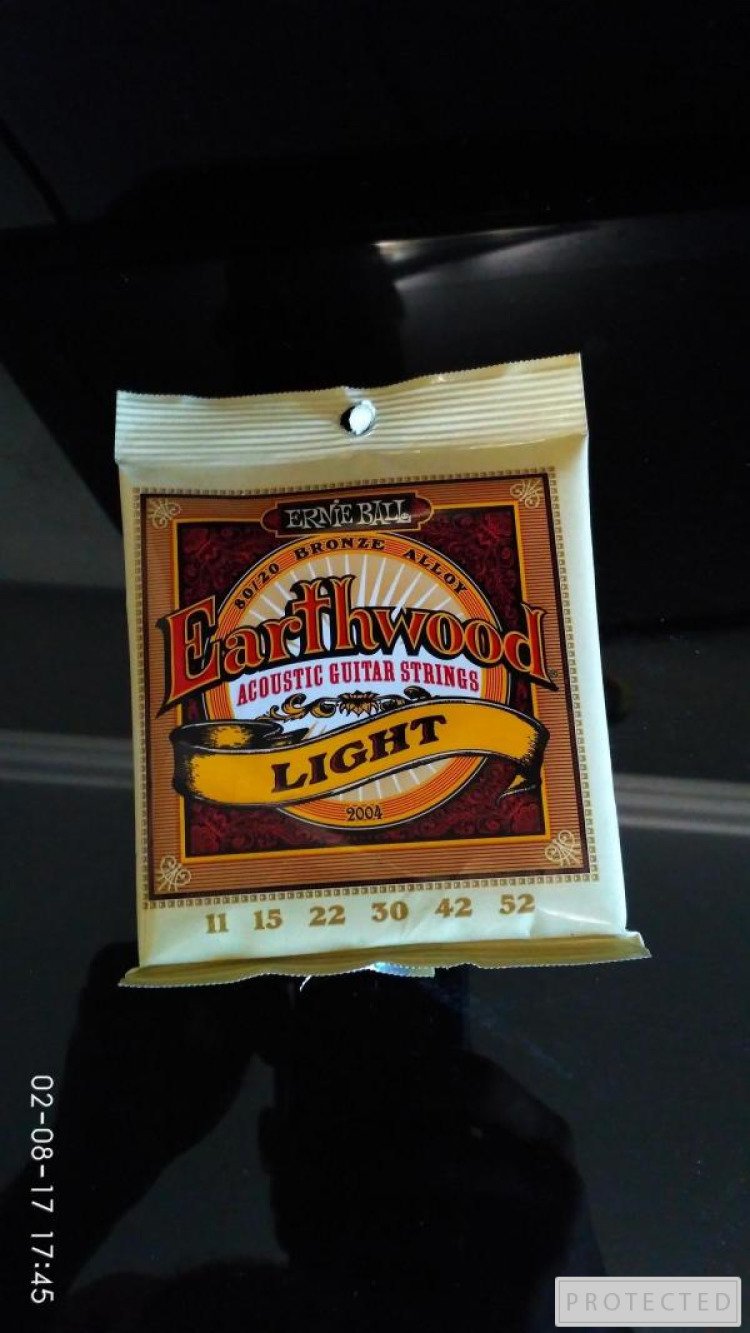 ERNIE BALL
80/20 BRONZE ALLOY
Earthwood
ACOUSTIC GUITAR STRINGS
LIGHT
2004
11 15 22 30 42 52
02-08-17 17:45
PROTECTED